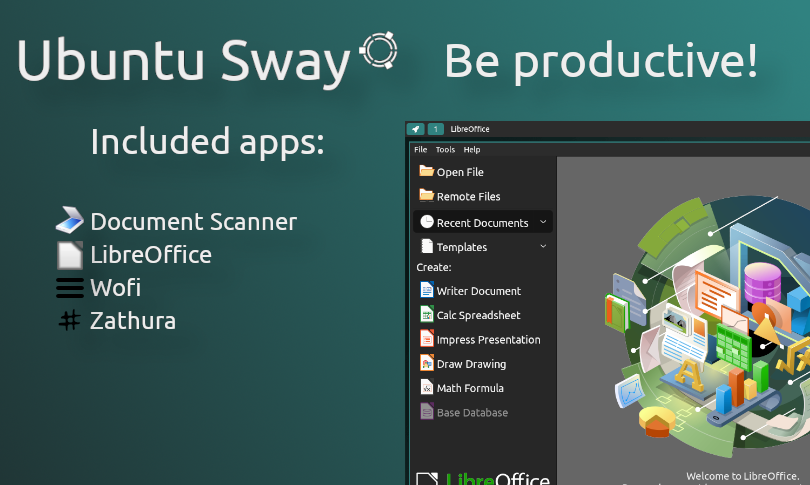 Ubuntu Sway
Be productive!
Included apps:
Document Scanner
LibreOffice
Wofi
Zathura
1 LibreOffice
File Tools Help
Open File
Remote Files
Recent Documents
Templates
Create:
Writer Document
Calc Spreadsheet
Impress Presentation
Draw Drawing
Math Formula
Base Database
LibreOffice
Welcome to LibreOffice.